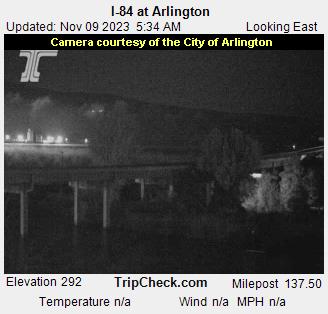 I-84 at Arlington
Updated: Nov 09 2023 5:34 AM Looking East
Camera courtesy of the City of Arlington
Elevation 292 TripCheck.com Milepost 137.50
Temperature n/a Wind n/a MPH n/a